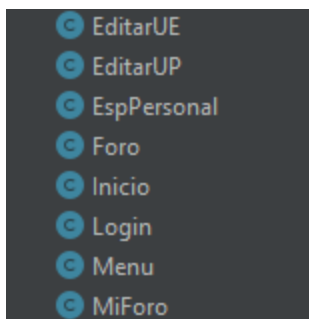 EditarUE
EditarUP
EspPersonal
Foro
Inicio
Login
Menu
MiForo